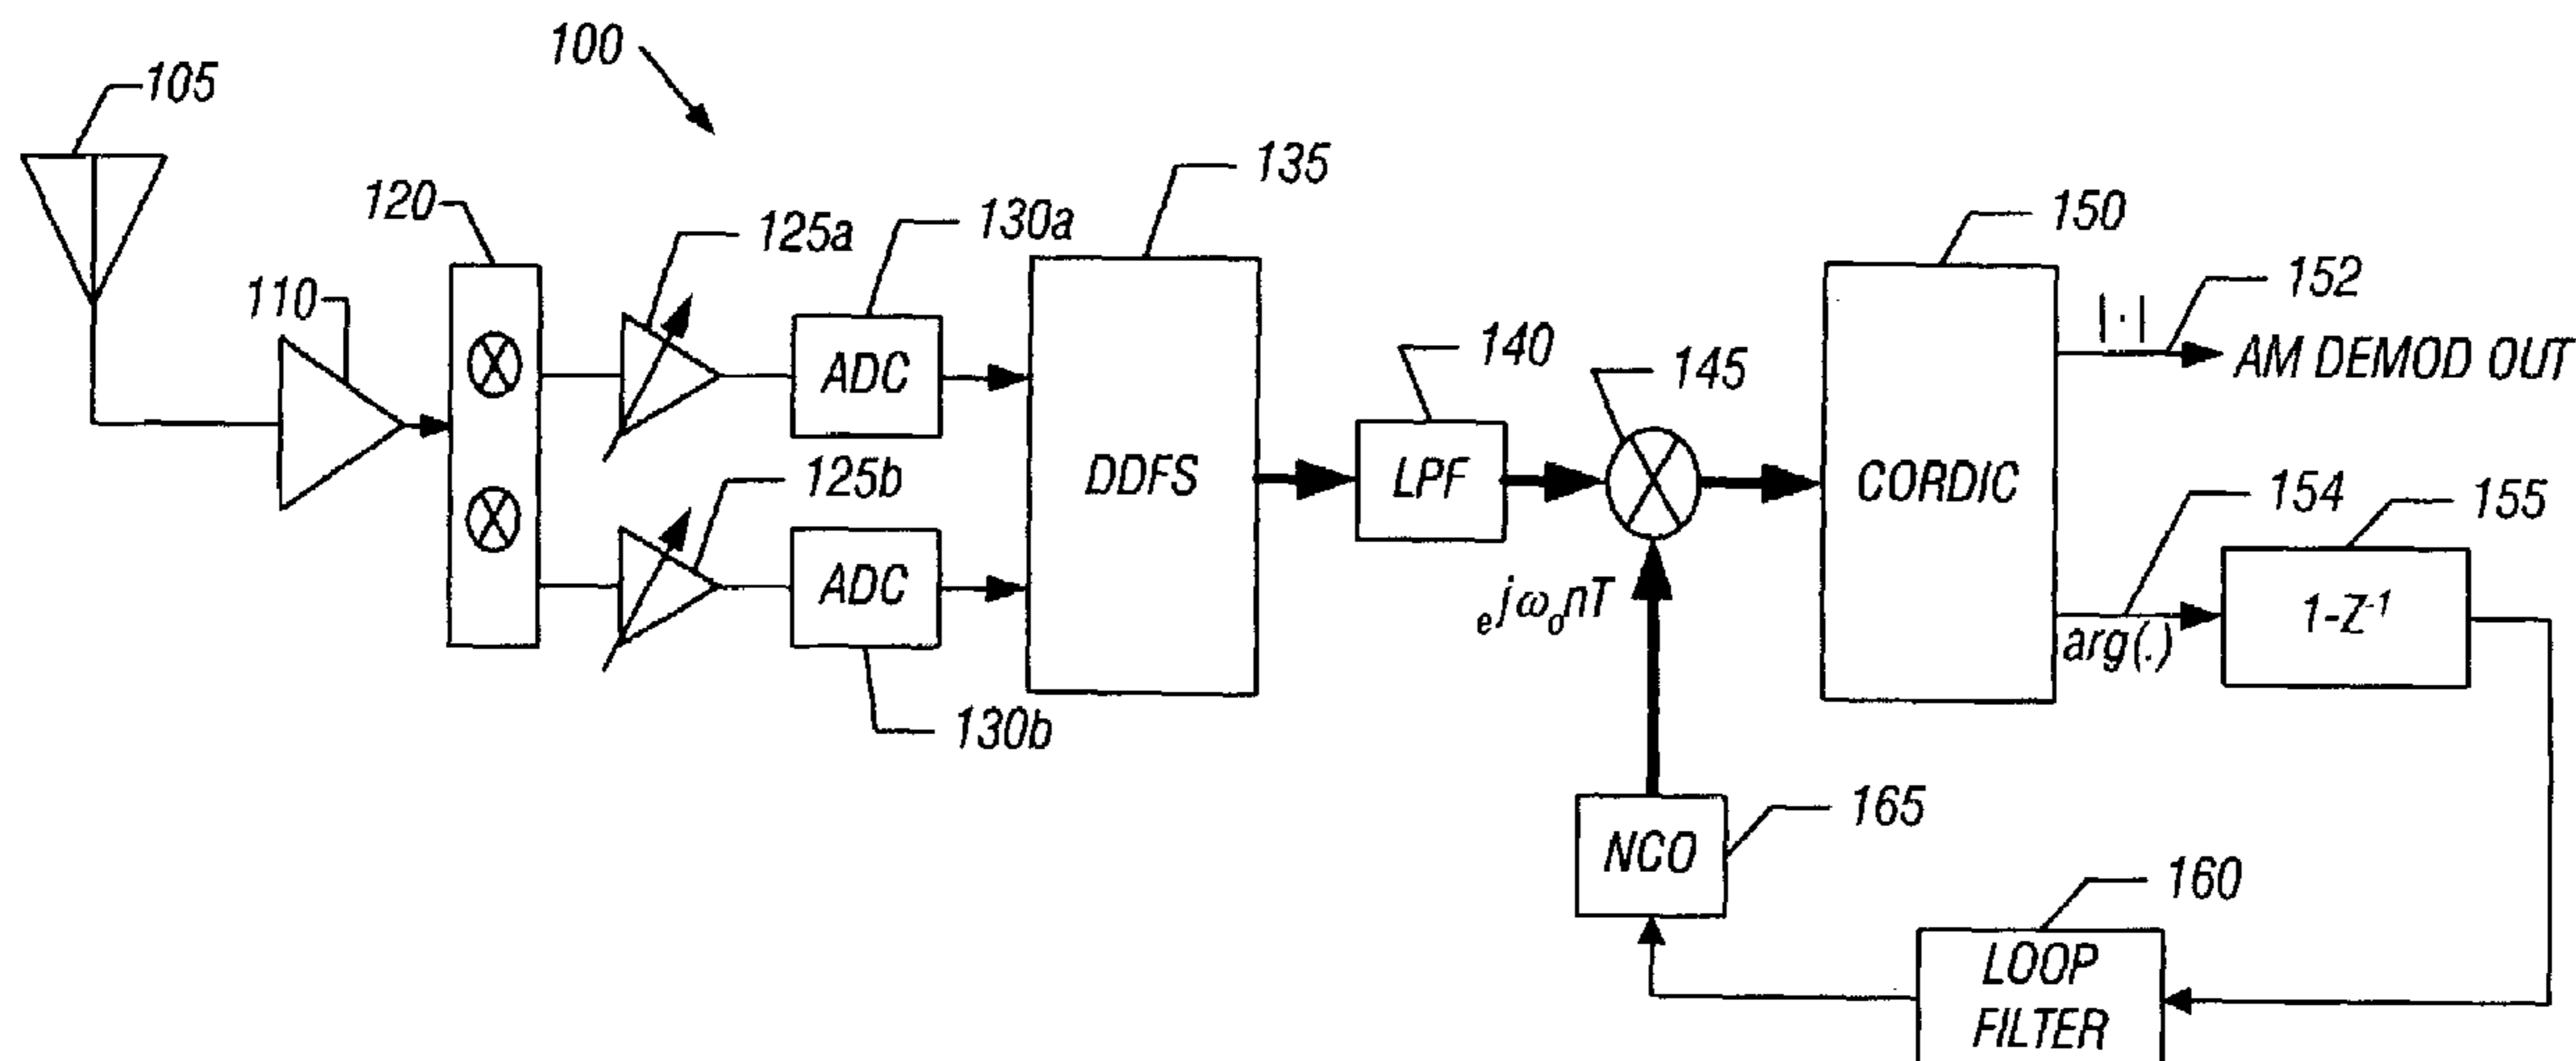 100
105
135
120
150
125a
130a
152
110
|·|
140
145
AM DEMOD OUT
ADC
DDFS
LPF
CORDIC
125b
154
155
ADC
e jω₀nT
1-Z⁻¹
arg(.)
130b
165
NCO
160
LOOP
FILTER